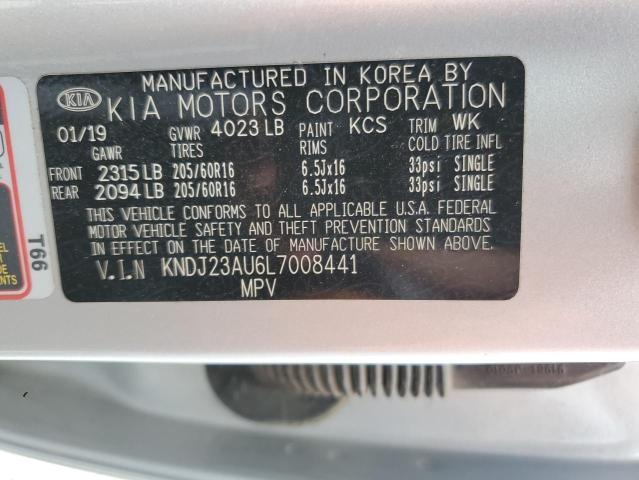 MANUFACTURED IN KOREA BY
KIA KIA MOTORS CORPORATION
01/19 GVWR 4023 LB PAINT KCS TRIM WK
GAWR TIRES RIMS COLD TIRE INFL
FRONT 2315 LB 205/60R16 6.5Jx16 33psi SINGLE
REAR 2094 LB 205/60R16 6.5Jx16 33psi SINGLE
THIS VEHICLE CONFORMS TO ALL APPLICABLE U.S.A. FEDERAL
MOTOR VEHICLE SAFETY AND THEFT PREVENTION STANDARDS
IN EFFECT ON THE DATE OF MANUFACTURE SHOWN ABOVE.
V.I.N KNDJ23AU6L7008441
MPV
T66